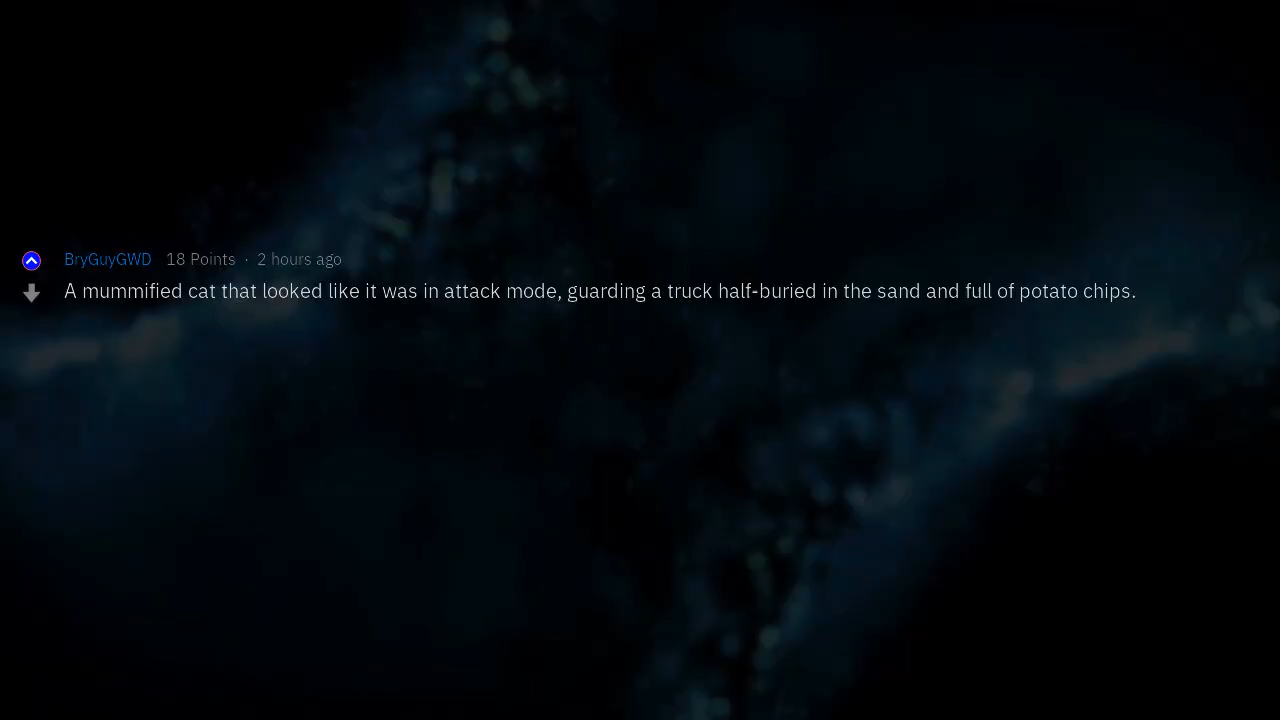 BryGuyGWD 18 Points · 2 hours ago
A mummified cat that looked like it was in attack mode, guarding a truck half-buried in the sand and full of potato chips.